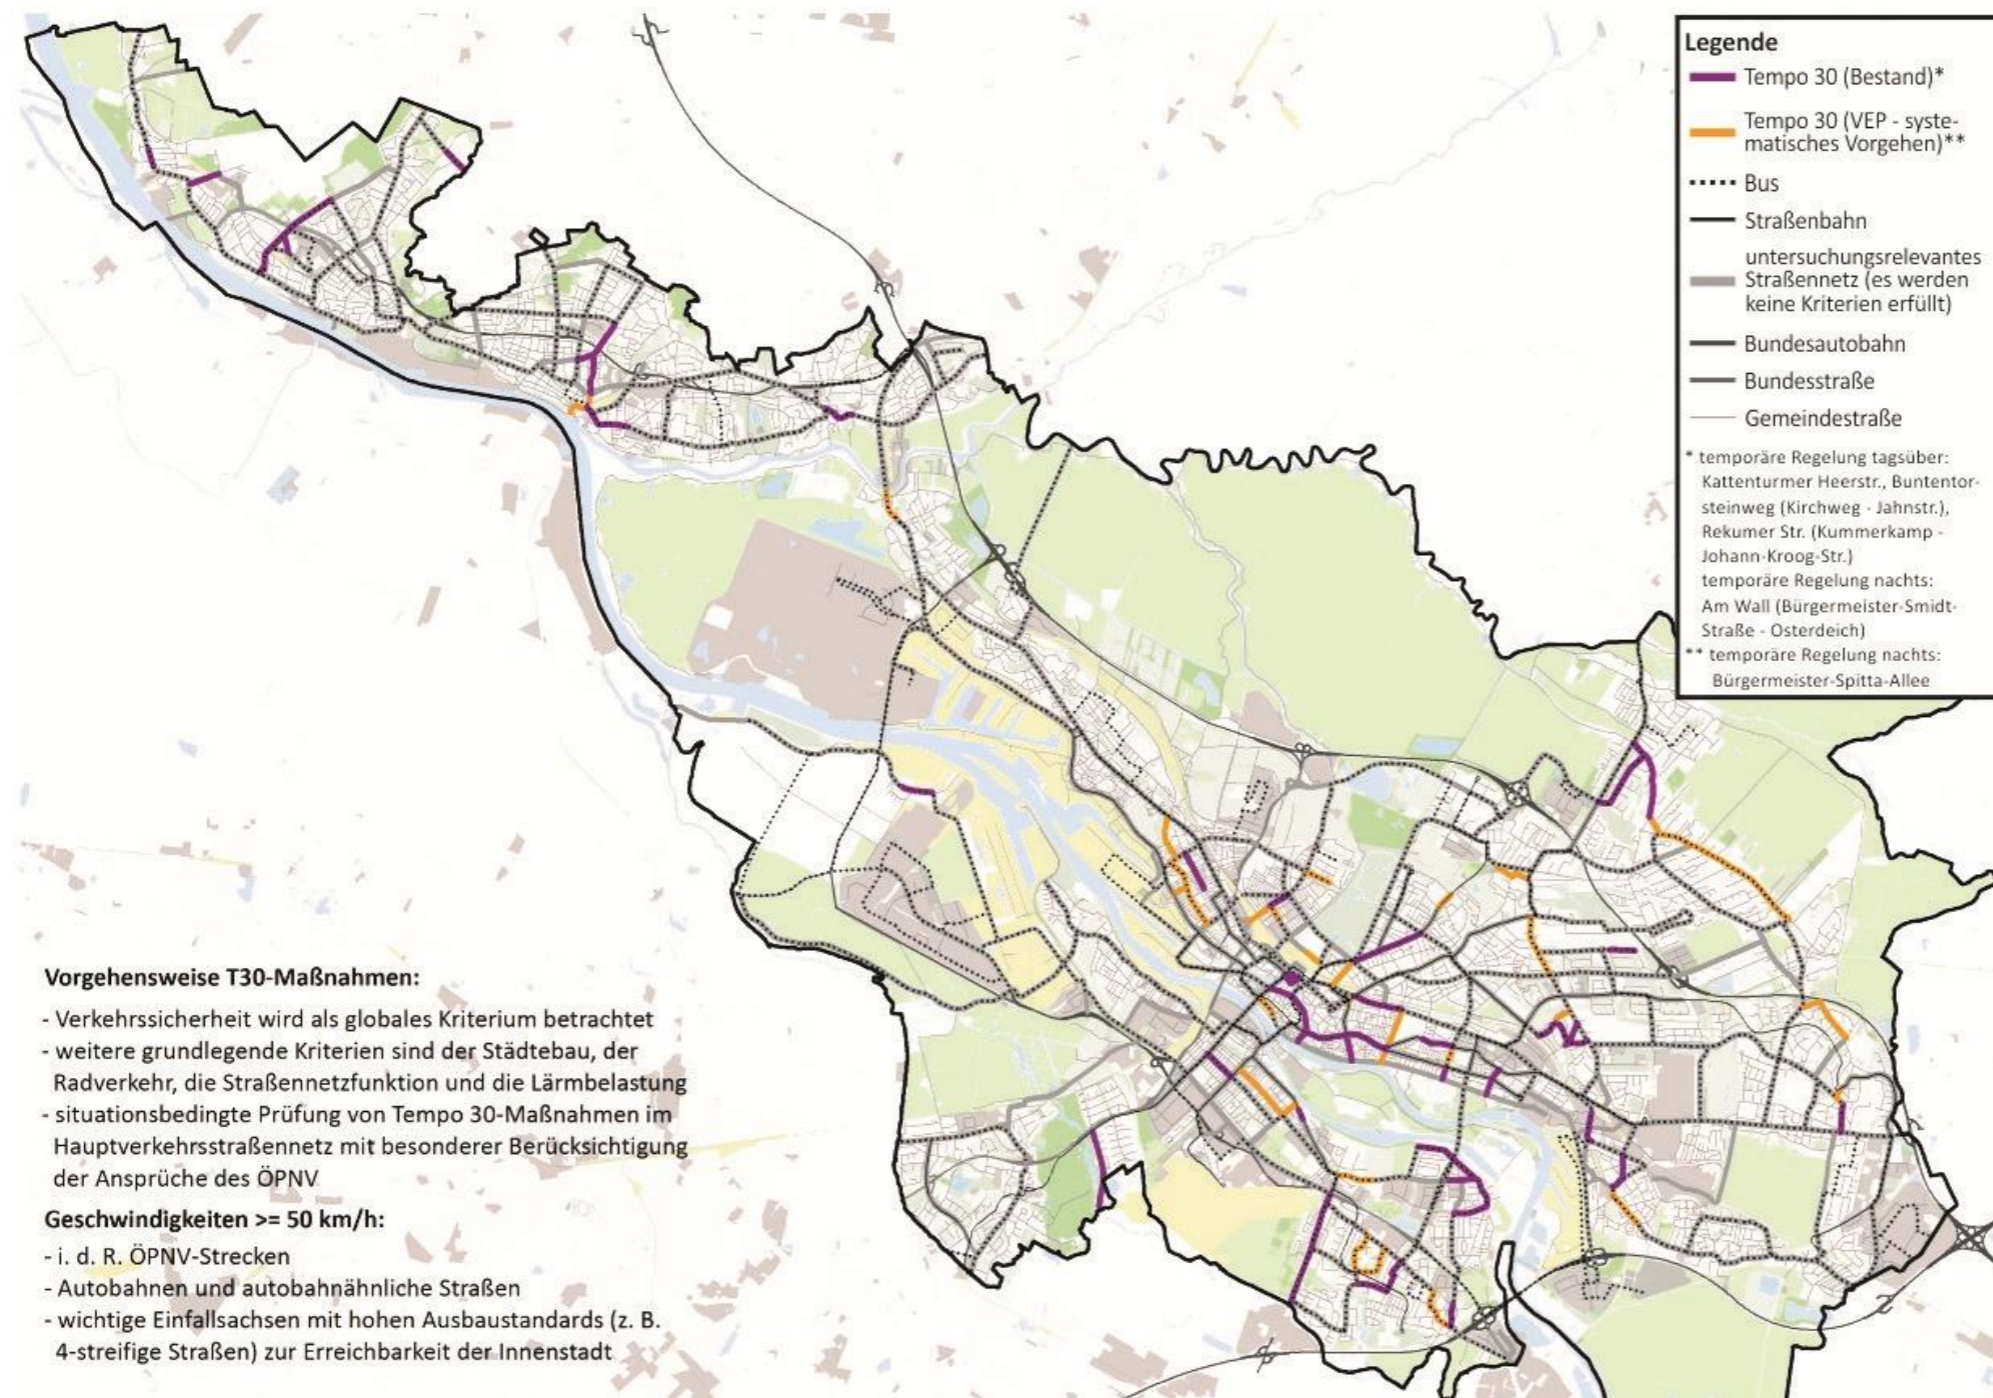 Legende
Tempo 30 (Bestand)*
Tempo 30 (VEP - syste-
matisches Vorgehen)**
Bus
Straßenbahn
untersuchungsrelevantes
Straßennetz (es werden
keine Kriterien erfüllt)
Bundesautobahn
Bundesstraße
Gemeindestraße
* temporäre Regelung tagsüber:
Kattenturmer Heerstr., Buntentor-
steinweg (Kirchweg - Jahnstr.),
Rekumer Str. (Kummerkamp -
Johann-Kroog-Str.)
temporäre Regelung nachts:
Am Wall (Bürgermeister-Smidt-
Straße - Osterdeich)
** temporäre Regelung nachts:
Bürgermeister-Spitta-Allee
Vorgehensweise T30-Maßnahmen:
- Verkehrssicherheit wird als globales Kriterium betrachtet
- weitere grundlegende Kriterien sind der Städtebau, der
Radverkehr, die Straßennetzfunktion und die Lärmbelastung
- situationsbedingte Prüfung von Tempo 30-Maßnahmen im
Hauptverkehrsstraßennetz mit besonderer Berücksichtigung
der Ansprüche des ÖPNV
Geschwindigkeiten >= 50 km/h:
- i. d. R. ÖPNV-Strecken
- Autobahnen und autobahnähnliche Straßen
- wichtige Einfallsachsen mit hohen Ausbaustandards (z. B.
4-streifige Straßen) zur Erreichbarkeit der Innenstadt